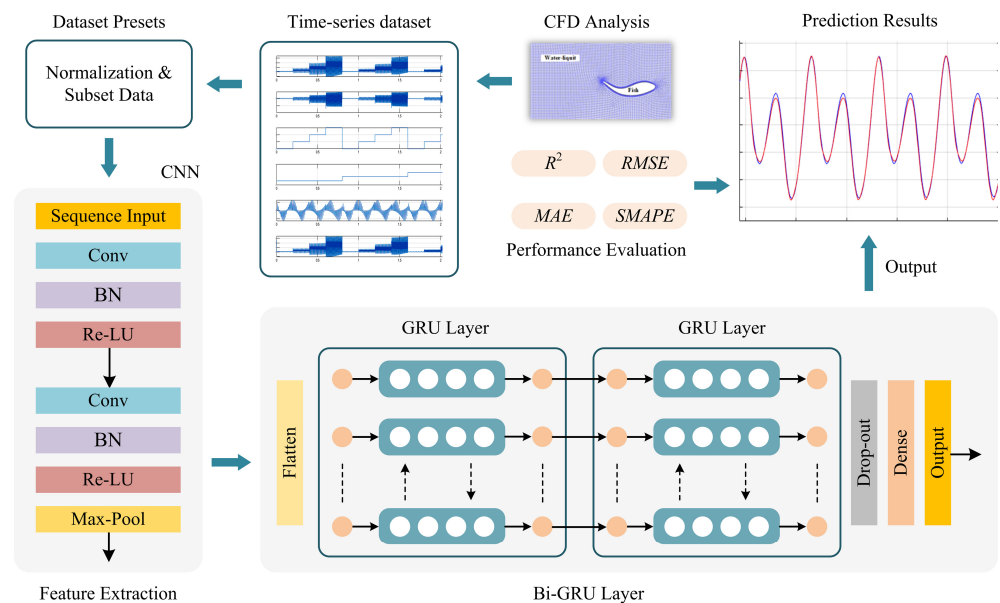 Dataset Presets
Normalization &
Subset Data
Time-series dataset
CFD Analysis
Water-liquit
Fish
Prediction Results
R²
RMSE
MAE
SMAPE
Performance Evaluation
CNN
Sequence Input
Conv
BN
Re-LU
Conv
BN
Re-LU
Max-Pool
Feature Extraction
Output
GRU Layer
GRU Layer
Flatten
Drop-out
Dense
Output
Bi-GRU Layer